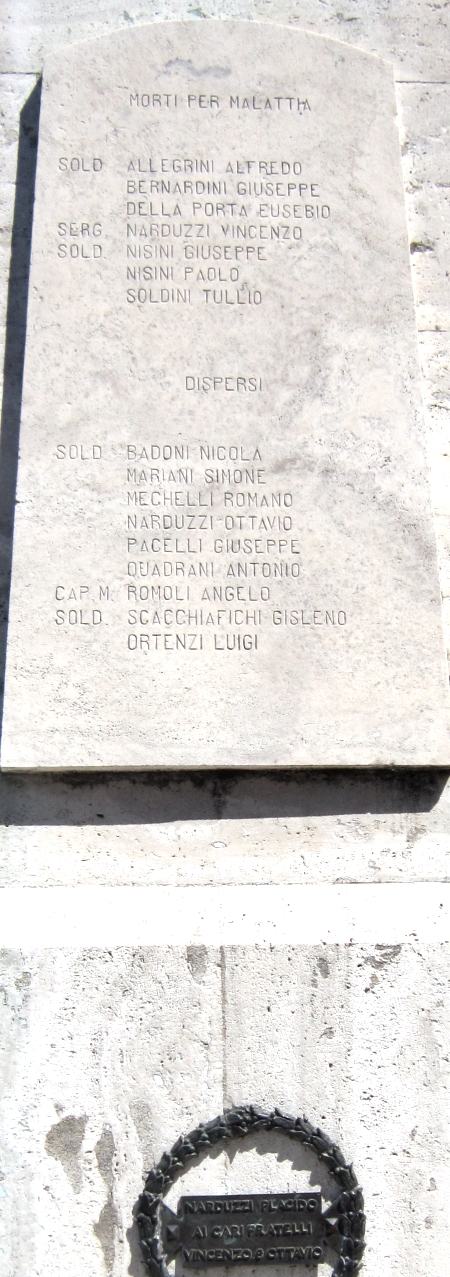 MORTI PER MALATTIA
SOLD. ALLEGRINI ALFREDO
BERNARDINI GIUSEPPE
DELLA PORTA EUSEBIO
SERG. NARDUZZI VINCENZO
SOLD. NISINI GIUSEPPE
NISINI PAOLO
SOLDINI TULLIO
DISPERSI
SOLD. BADONI NICOLA
MARIANI SIMONE
MECHELLI ROMANO
NARDUZZI OTTAVIO
PACELLI GIUSEPPE
QUADRANI ANTONIO
CAP. M. ROMOLI ANGELO
SOLD. SCACCHIAFICHI GISLENO
ORTENZI LUIGI
NARDUZZI PLACIDO
AI CARI FRATELLI
VINCENZO E OTTAVIO